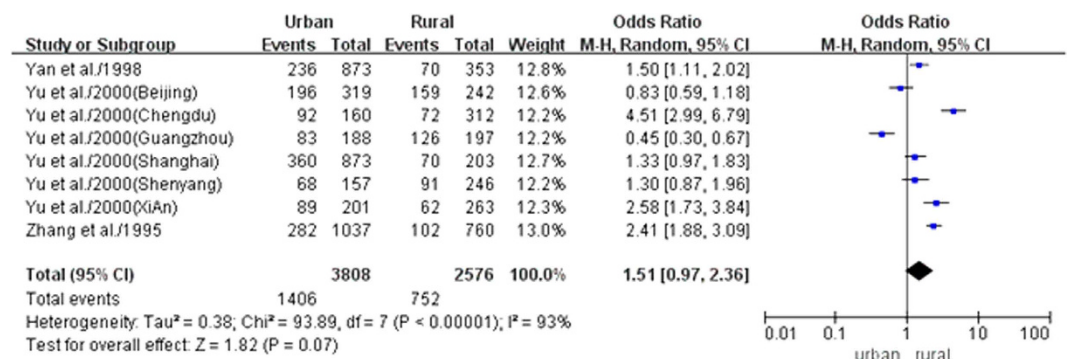 Urban Rural Odds Ratio Odds Ratio
Study or Subgroup Events Total Events Total Weight M-H, Random, 95% CI M-H, Random, 95% CI
Yan et al./1998 236 873 70 353 12.8% 1.50 [1.11, 2.02]
Yu et al./2000(Beijing) 196 319 159 242 12.6% 0.83 [0.59, 1.18]
Yu et al./2000(Chengdu) 92 160 72 312 12.2% 4.51 [2.99, 6.79]
Yu et al./2000(Guangzhou) 83 188 126 197 12.2% 0.45 [0.30, 0.67]
Yu et al./2000(Shanghai) 360 873 70 203 12.7% 1.33 [0.97, 1.83]
Yu et al./2000(Shenyang) 68 157 91 246 12.2% 1.30 [0.87, 1.96]
Yu et al./2000(XiAn) 89 201 62 263 12.3% 2.58 [1.73, 3.84]
Zhang et al./1995 282 1037 102 760 13.0% 2.41 [1.88, 3.09]
Total (95% CI) 3808 2576 100.0% 1.51 [0.97, 2.36]
Total events 1406 752
Heterogeneity: Tau² = 0.38; Chi² = 93.89, df = 7 (P < 0.00001); I² = 93%
Test for overall effect: Z = 1.82 (P = 0.07)
0.01 0.1 1 10 100
urban rural